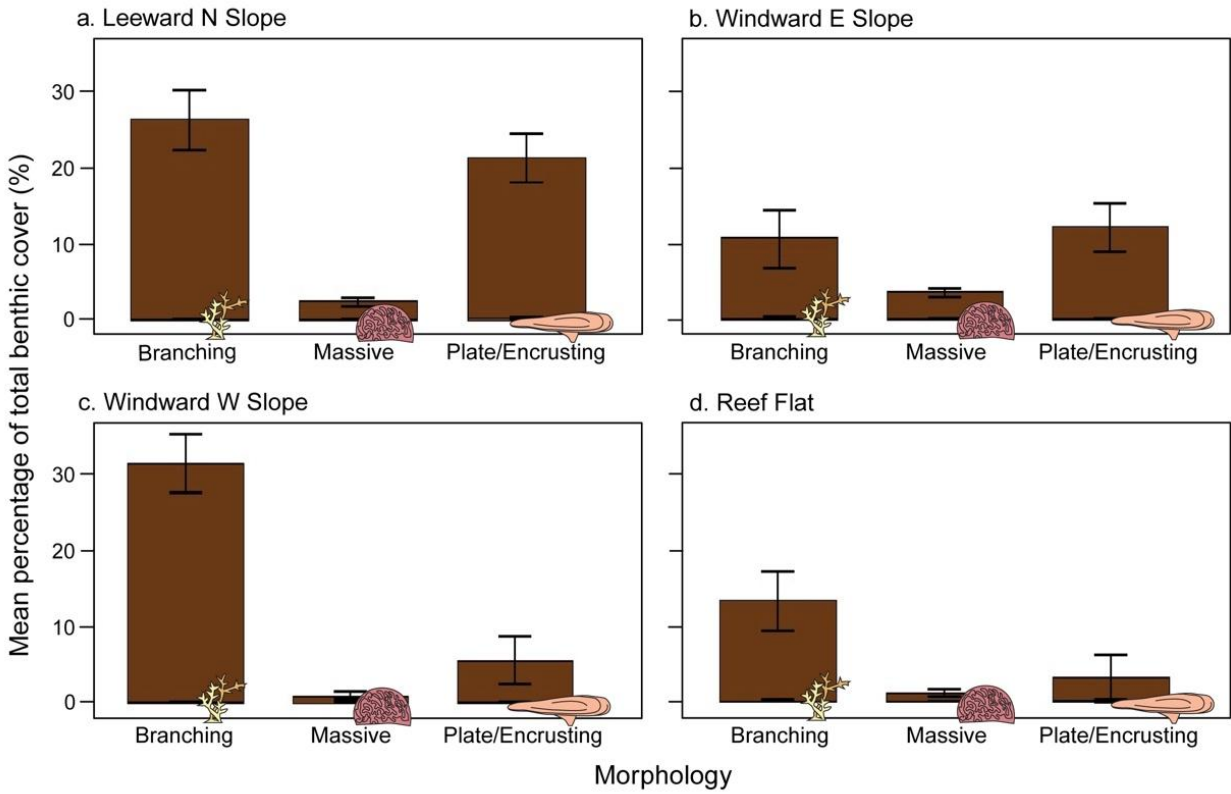 a. Leeward N Slope
b. Windward E Slope
30
20
10
0
Branching Massive Plate/Encrusting
Branching Massive Plate/Encrusting
c. Windward W Slope
d. Reef Flat
30
20
10
0
Branching Massive Plate/Encrusting
Branching Massive Plate/Encrusting
Mean percentage of total benthic cover (%)
Morphology